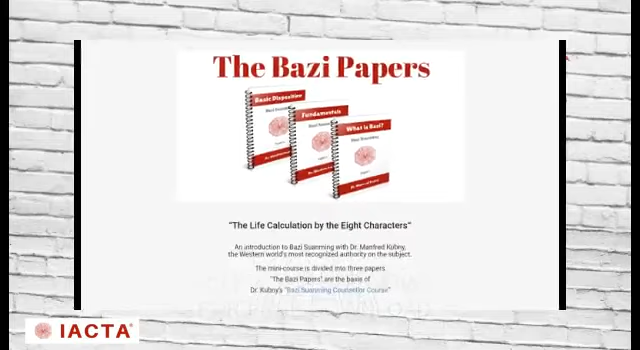 The Bazi Papers
Basic Disposition
Fundamentals
What is Bazi?
"The Life Calculation by the Eight Characters"
An introduction to Bazi Suanming with Dr. Manfred Kubny,
the Western world's most recognized authority on the subject.
The mini-course is divided into three papers
"The Bazi Papers" are the basis of
Dr. Kubny's "Bazi Suanming Counsellor Course"
IACTA®